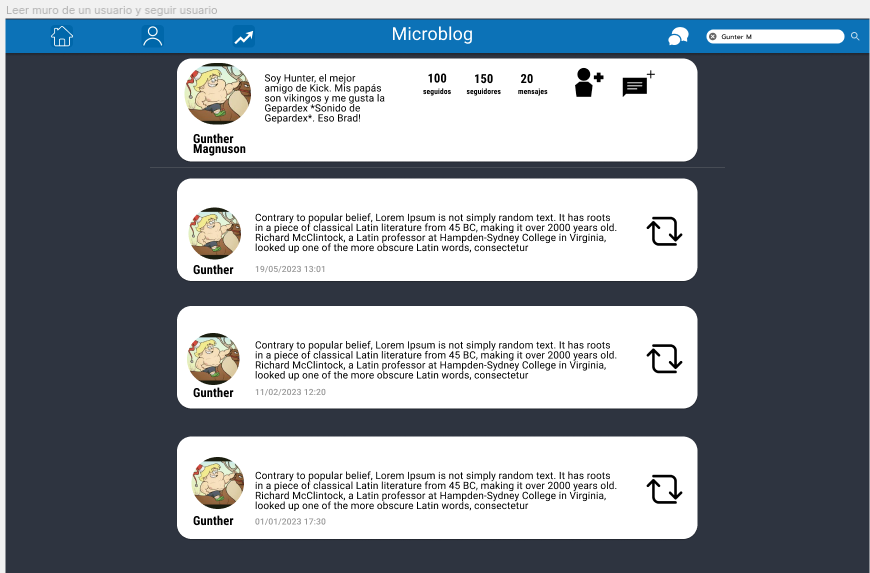 Leer muro de un usuario y seguir usuario
Microblog
Gunter M
Soy Hunter, el mejor
amigo de Kick. Mis papás
son vikingos y me gusta la
Gepardex *Sonido de
Gepardex*. Eso Brad!
100
seguidos
150
seguidores
20
mensajes
Gunther
Magnuson
Contrary to popular belief, Lorem Ipsum is not simply random text. It has roots
in a piece of classical Latin literature from 45 BC, making it over 2000 years old.
Richard McClintock, a Latin professor at Hampden-Sydney College in Virginia,
looked up one of the more obscure Latin words, consectetur
Gunther
19/05/2023 13:01
Contrary to popular belief, Lorem Ipsum is not simply random text. It has roots
in a piece of classical Latin literature from 45 BC, making it over 2000 years old.
Richard McClintock, a Latin professor at Hampden-Sydney College in Virginia,
looked up one of the more obscure Latin words, consectetur
Gunther
11/02/2023 12:20
Contrary to popular belief, Lorem Ipsum is not simply random text. It has roots
in a piece of classical Latin literature from 45 BC, making it over 2000 years old.
Richard McClintock, a Latin professor at Hampden-Sydney College in Virginia,
looked up one of the more obscure Latin words, consectetur
Gunther
01/01/2023 17:30